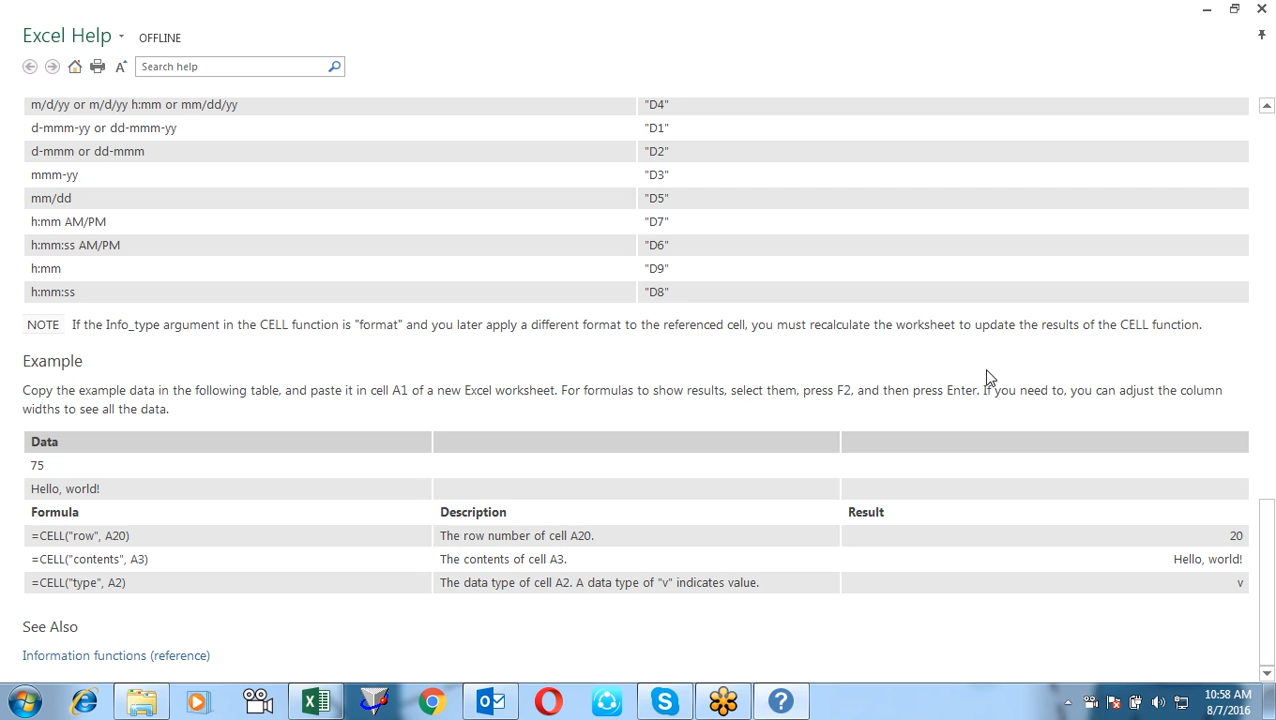 Excel Help
OFFLINE
Search help
m/d/yy or m/d/yy h:mm or mm/dd/yy "D4"
d-mmm-yy or dd-mmm-yy "D1"
d-mmm or dd-mmm "D2"
mmm-yy "D3"
mm/dd "D5"
h:mm AM/PM "D7"
h:mm:ss AM/PM "D6"
h:mm "D9"
h:mm:ss "D8"
NOTE If the Info_type argument in the CELL function is "format" and you later apply a different format to the referenced cell, you must recalculate the worksheet to update the results of the CELL function.
Example
Copy the example data in the following table, and paste it in cell A1 of a new Excel worksheet. For formulas to show results, select them, press F2, and then press Enter. If you need to, you can adjust the column
widths to see all the data.
Data
75
Hello, world!
Formula Description Result
=CELL("row", A20) The row number of cell A20. 20
=CELL("contents", A3) The contents of cell A3. Hello, world!
=CELL("type", A2) The data type of cell A2. A data type of "v" indicates value. v
See Also
Information functions (reference)
10:58 AM
8/7/2016